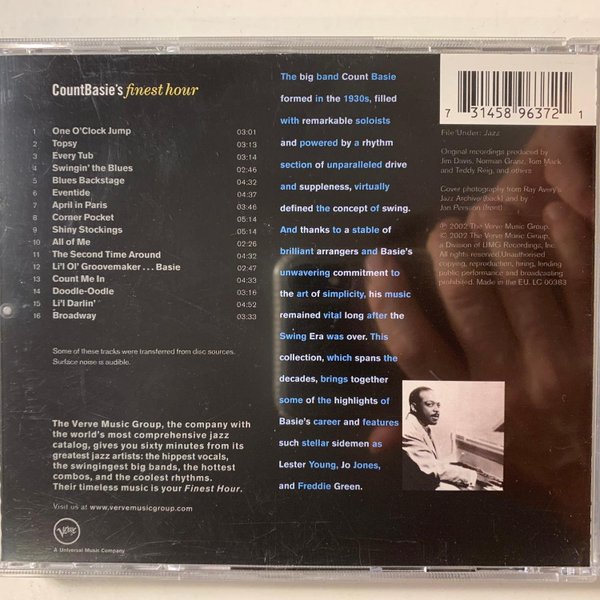 CountBasie's finest hour
1 One O'Clock Jump 03:01
2 Topsy 03:13
3 Every Tub 03:14
4 Swingin' the Blues 02:46
5 Blues Backstage 04:32
6 Eventide 04:37
7 April in Paris 03:48
8 Corner Pocket 05:14
9 Shiny Stockings 05:14
10 All of Me 02:26
11 The Second Time Around 04:30
12 Li'l Ol' Groovemaker . . . Basie 02:47
13 Count Me In 04:30
14 Doodle-Oodle 03:16
15 Li'l Darlin' 04:52
16 Broadway 03:33
Some of these tracks were transferred from disc sources.
Surface noise is audible.
The Verve Music Group, the company with
the world's most comprehensive jazz
catalog, gives you sixty minutes from its
greatest jazz artists: the hippest vocals,
the swingingest big bands, the hottest
combos, and the coolest rhythms.
Their timeless music is your Finest Hour.
Visit us at www.vervemusicgroup.com
Verve
A Universal Music Company
The big band Count Basie
formed in the 1930s, filled
with remarkable soloists
and powered by a rhythm
section of unparalleled drive
and suppleness, virtually
defined the concept of swing.
And thanks to a stable of
brilliant arrangers and Basie's
unwavering commitment to
the art of simplicity, his music
remained vital long after the
Swing Era was over. This
collection, which spans the
decades, brings together
some of the highlights of
Basie's career and features
such stellar sidemen as
Lester Young, Jo Jones,
and Freddie Green.
7 31458 96372 1
File Under: Jazz
Original recordings produced by
Jim Davis, Norman Granz, Tom Mack
and Teddy Reig, and others
Cover photography from Ray Avery's
Jazz Archive(back) and by
Jan Persson (front)
℗ 2002 The Verve Music Group,
© 2002 The Verve Music Group,
a Division of UMG Recordings, Inc.
All rights reserved. Unauthorised
copying, reproduction, hiring, lending
public performance and broadcasting
prohibited. Made in the EU. LC 00383